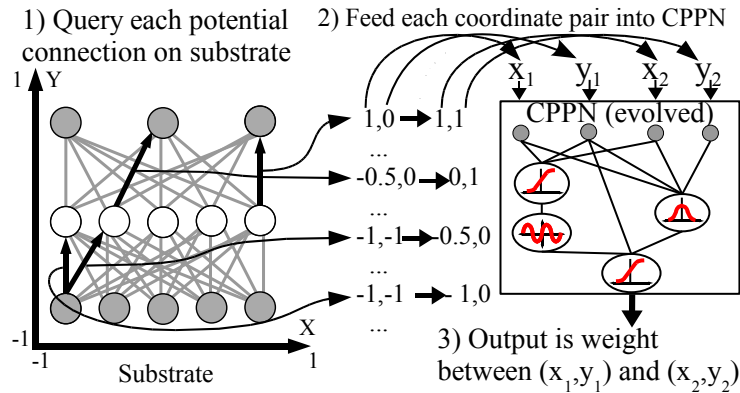 1) Query each potential
connection on substrate
2) Feed each coordinate pair into CPPN
1 Y
x1 y1 x2 y2
CPPN (evolved)
1,0 1,1
...
-0.5,0 0,1
...
-1,-1 -0.5,0
...
-1,-1 - 1,0
...
-1
-1 X 1
Substrate
3) Output is weight
between (x1,y1) and (x2,y2)